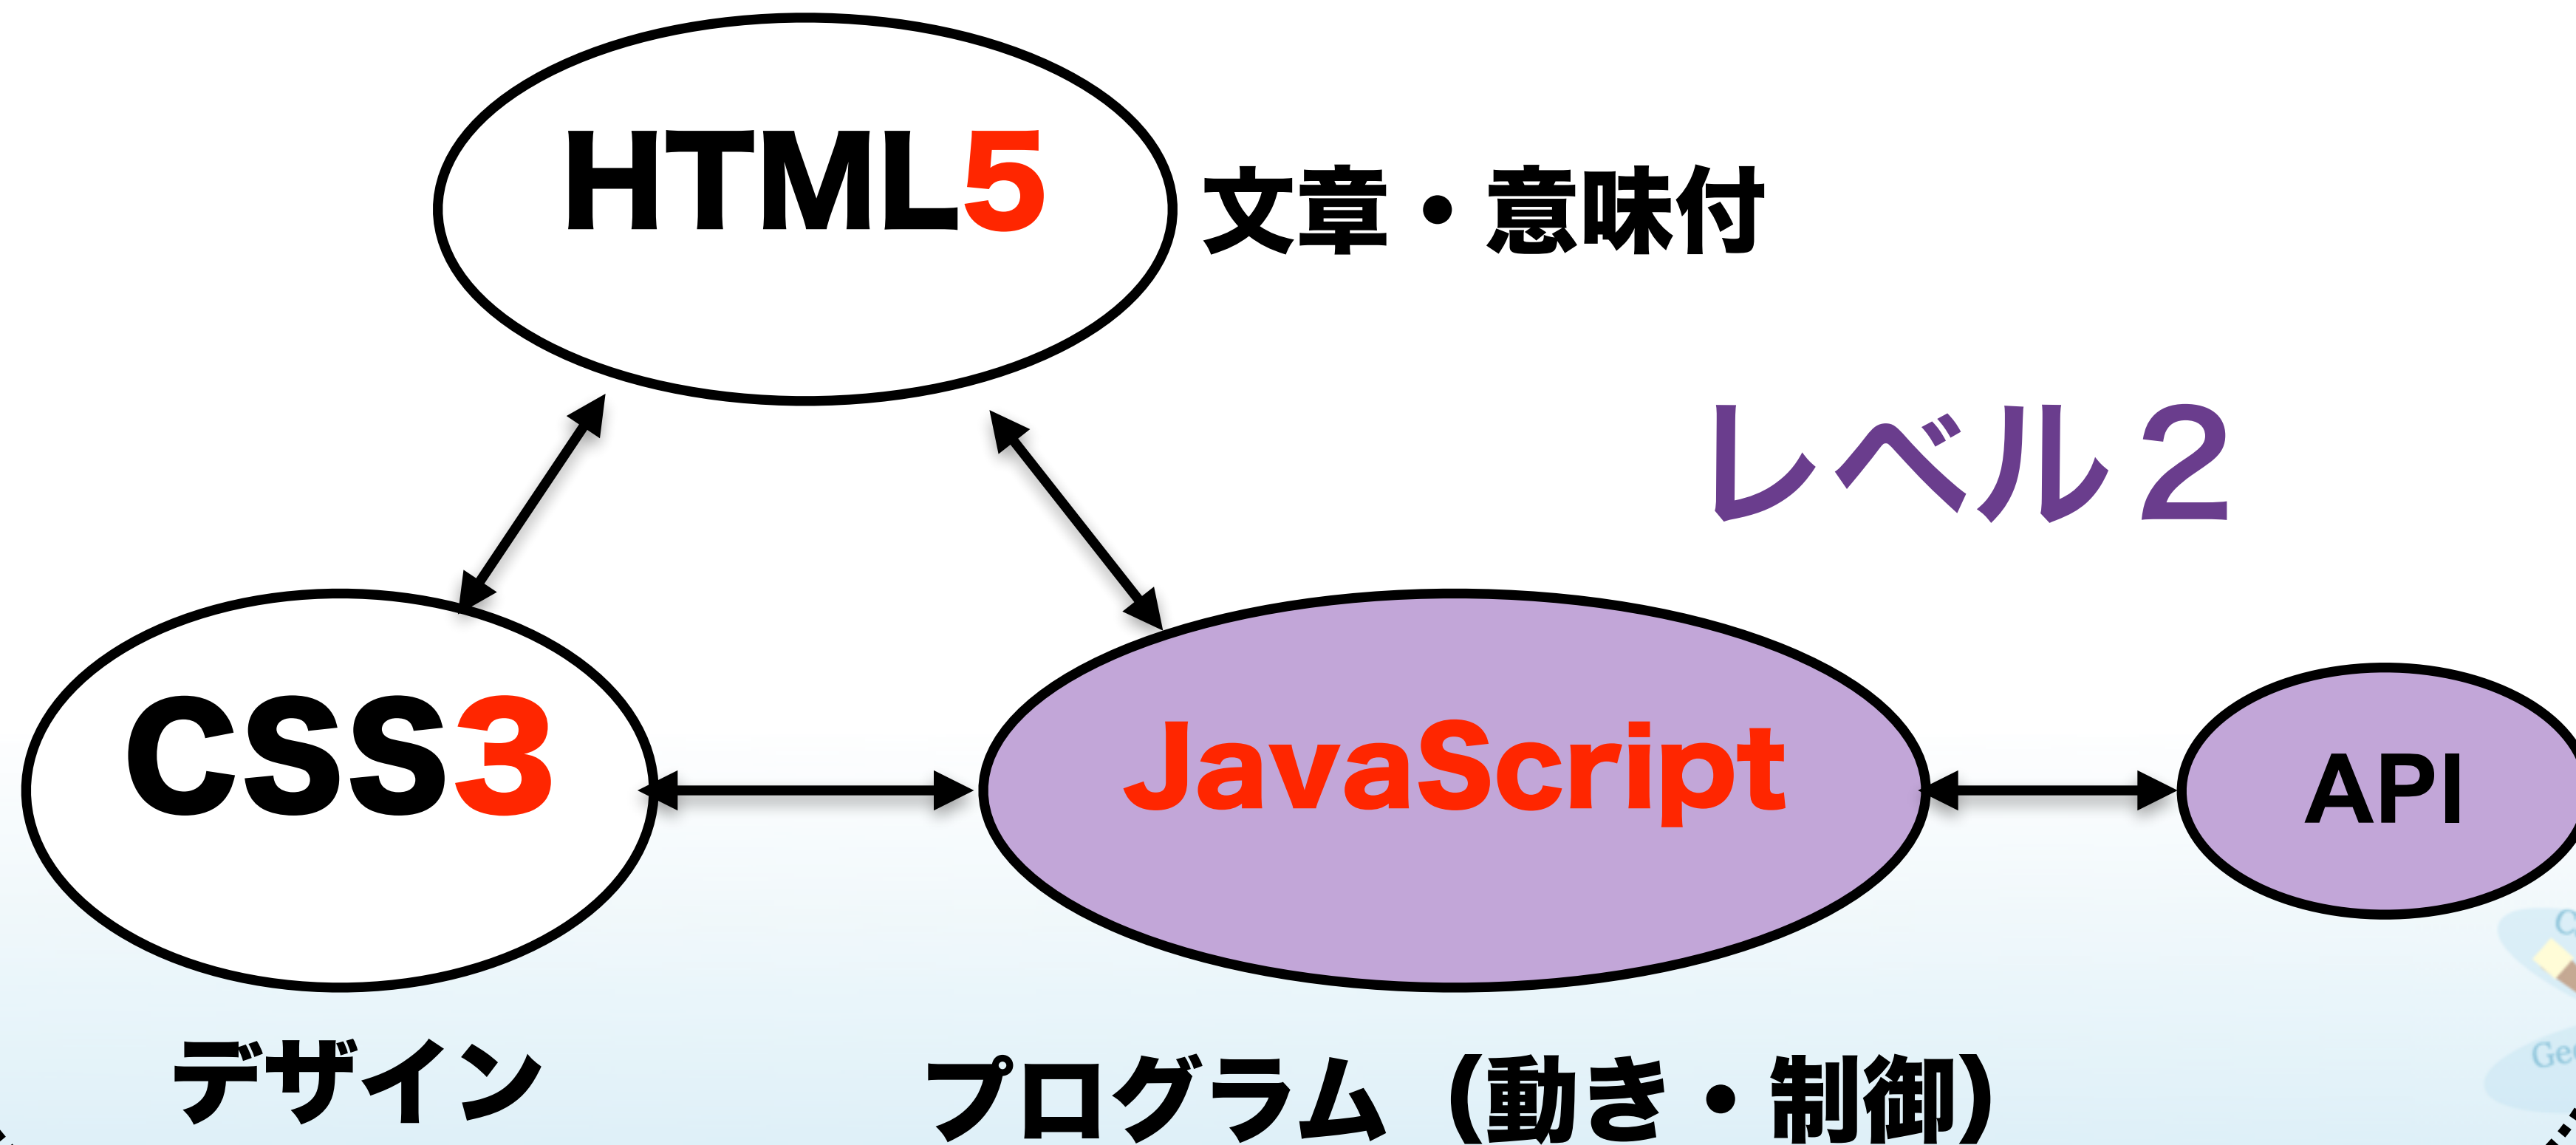 HTML5
文章・意味付
レベル２
CSS3
JavaScript
API
デザイン
プログラム（動き・制御）